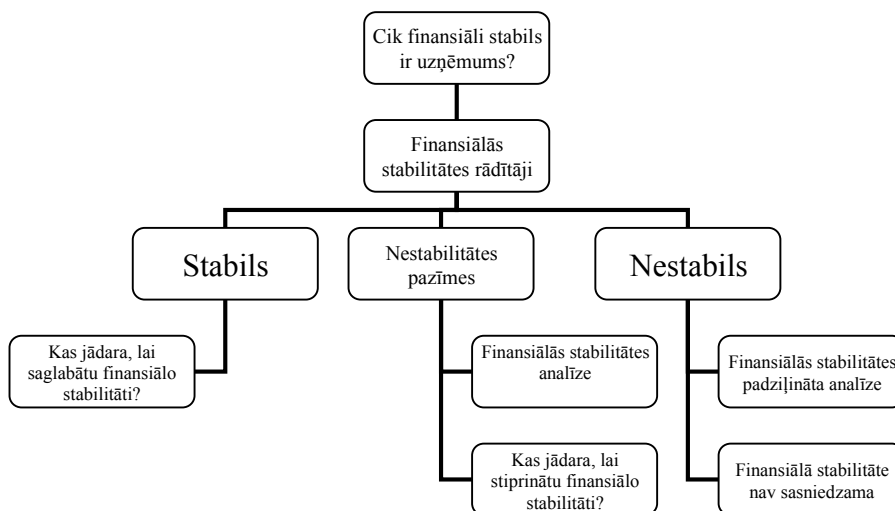 Cik finansiāli stabils
ir uzņēmums?
Finansiālās
stabilitātes rādītāji
Stabils
Nestabilitātes
pazīmes
Nestabils
Kas jādara, lai
saglabātu finansiālo
stabilitāti?
Finansiālās stabilitātes
analīze
Finansiālās stabilitātes
padziļināta analīze
Kas jādara, lai
stiprinātu finansiālo
stabilitāti?
Finansiālā stabilitāte
nav sasniedzama